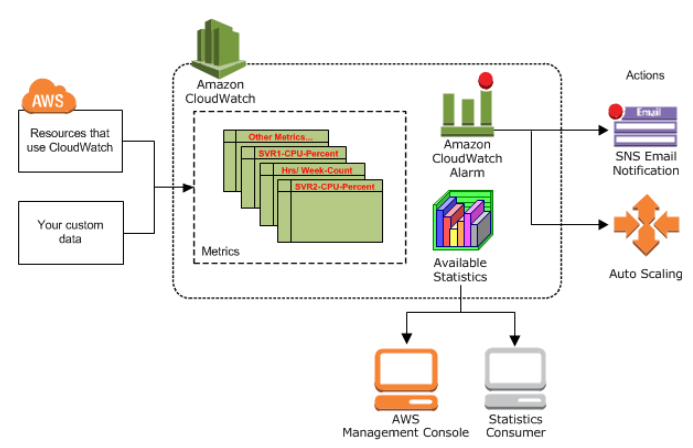 Amazon
CloudWatch
AWS
Resources that
use CloudWatch
Your custom
data
Other Metrics...
SVR1-CPU-Percent
Hrs/ Week-Count
SVR2-CPU-Percent
Metrics
Amazon
CloudWatch
Alarm
Available
Statistics
Actions
Email
SNS Email
Notification
Auto Scaling
AWS
Management Console
Statistics
Consumer